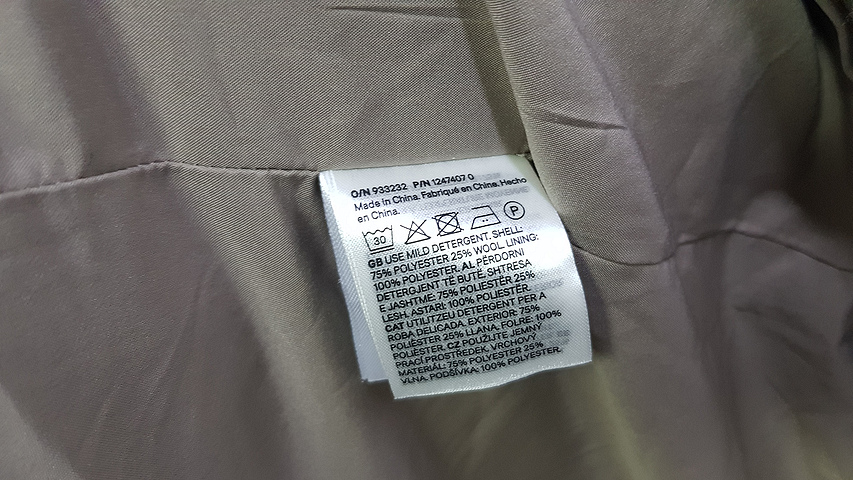 O/N 933232 P/N 1247407 0
Made in China. Fabriqué en China. Hecho
en China.
30 P
GB USE MILD DETERGENT. SHELL:
75% POLYESTER 25% WOOL. LINING:
100% POLYESTER. AL PËRDORNI
DETERGJENT TË BUTË. SHTRESA
E JASHTME: 75% POLIESTËR 25%
LESH. ASTARI: 100% POLIESTËR.
CAT UTILITZEU DETERGENT PER A
ROBA DELICADA. EXTERIOR: 75%
POLIÈSTER 25% LLANA. FOLRE: 100%
POLIÈSTER. CZ POUŽIJTE JEMNÝ
PRACÍ PROSTŘEDEK. VRCHOVÝ
MATERIÁL: 75% POLYESTER 25%
VLNA. PODŠÍVKA: 100% POLYESTER.